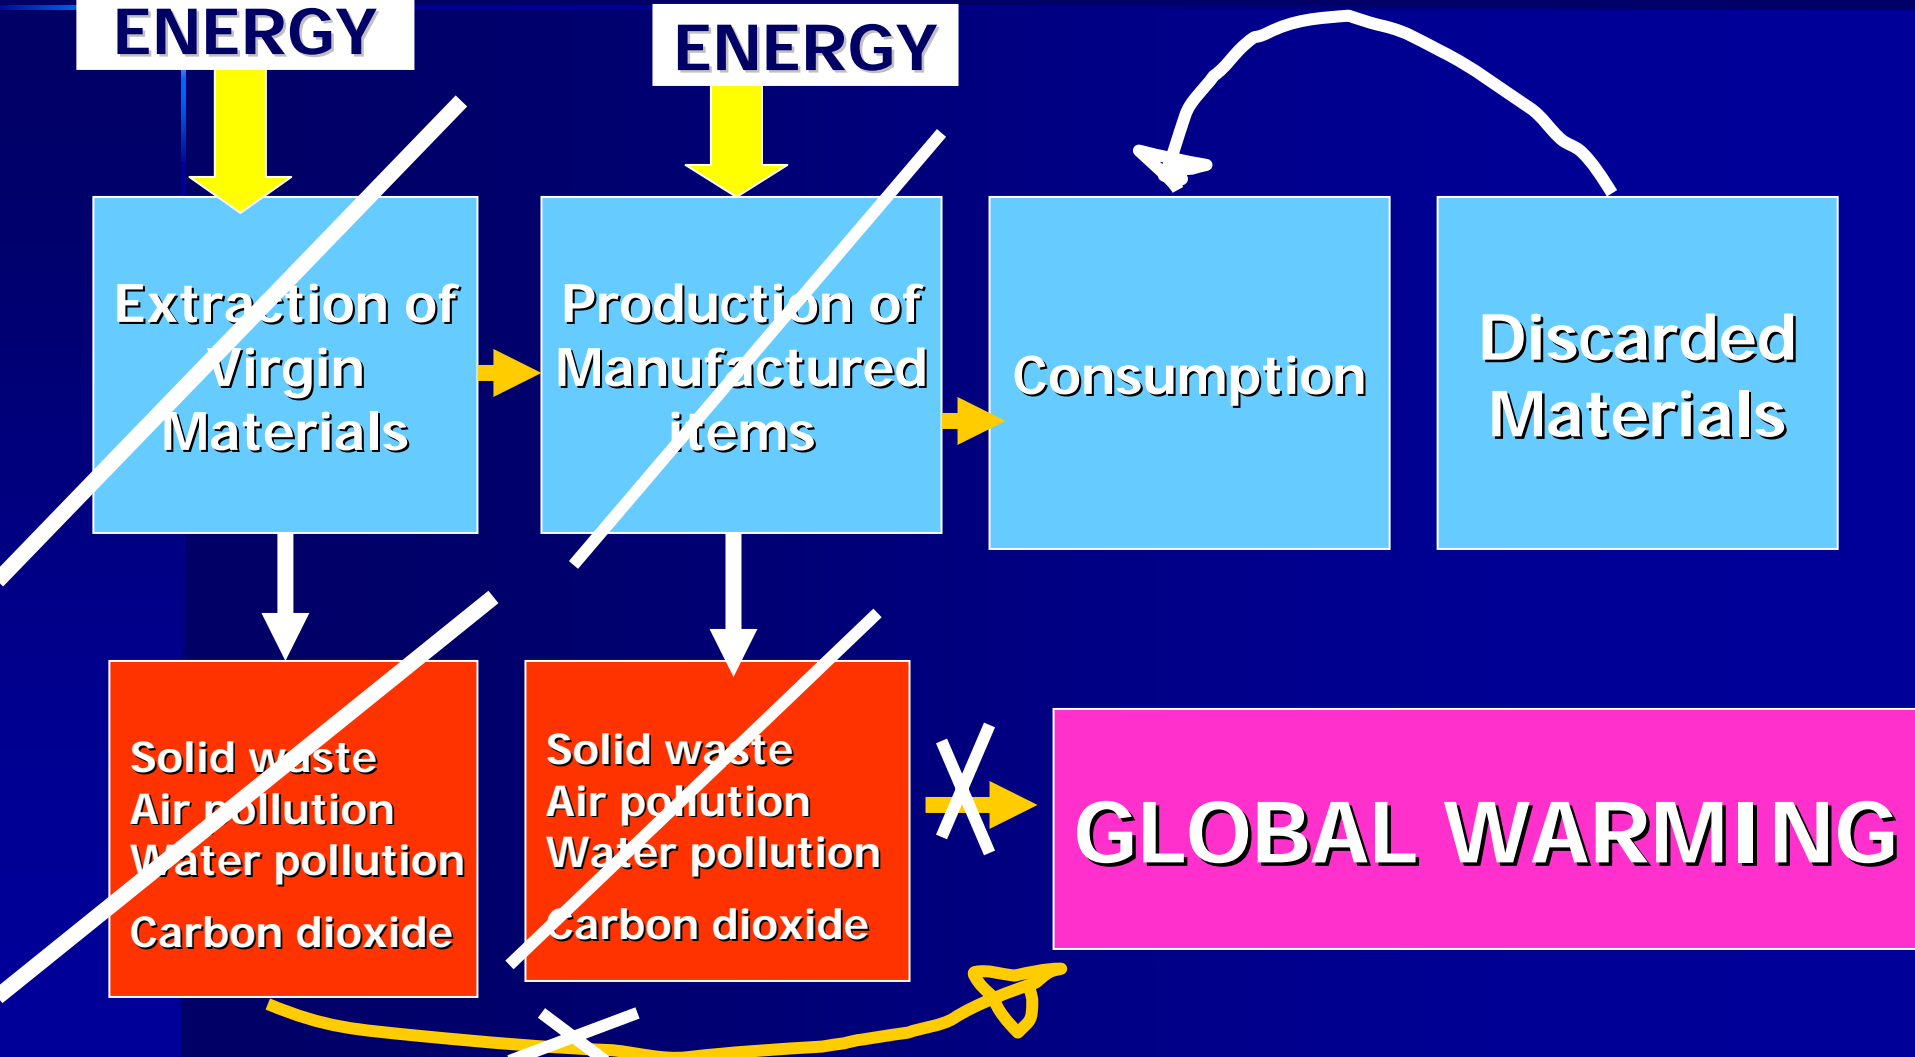 ENERGY
ENERGY
Extraction of
Virgin
Materials
Production of
Manufactured
items
Consumption
Discarded
Materials
Solid waste
Air pollution
Water pollution
Carbon dioxide
Solid waste
Air pollution
Water pollution
Carbon dioxide
GLOBAL WARMING